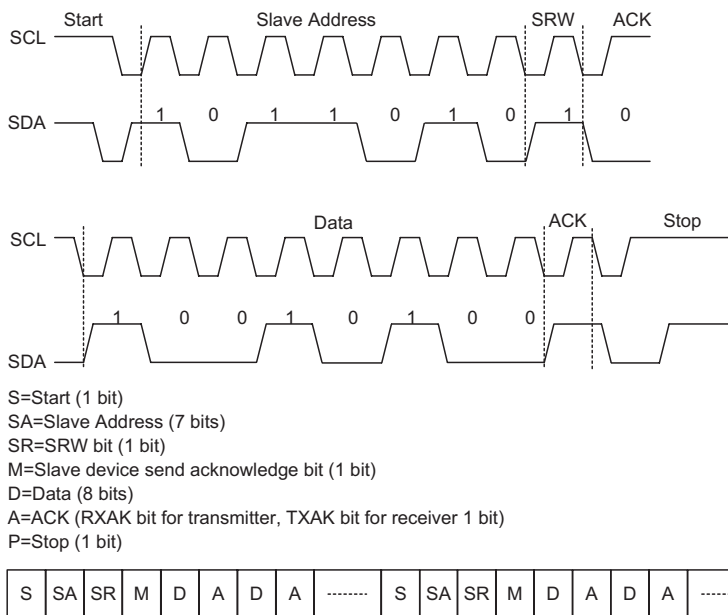 Start Slave Address SRW ACK
SCL
1 0 1 1 0 1 0 1 0
SDA
Data ACK Stop
SCL
1 0 0 1 0 1 0 0
SDA
S=Start (1 bit)
SA=Slave Address (7 bits)
SR=SRW bit (1 bit)
M=Slave device send acknowledge bit (1 bit)
D=Data (8 bits)
A=ACK (RXAK bit for transmitter, TXAK bit for receiver 1 bit)
P=Stop (1 bit)
S SA SR M D A D A ........ S SA SR M D A D A .....